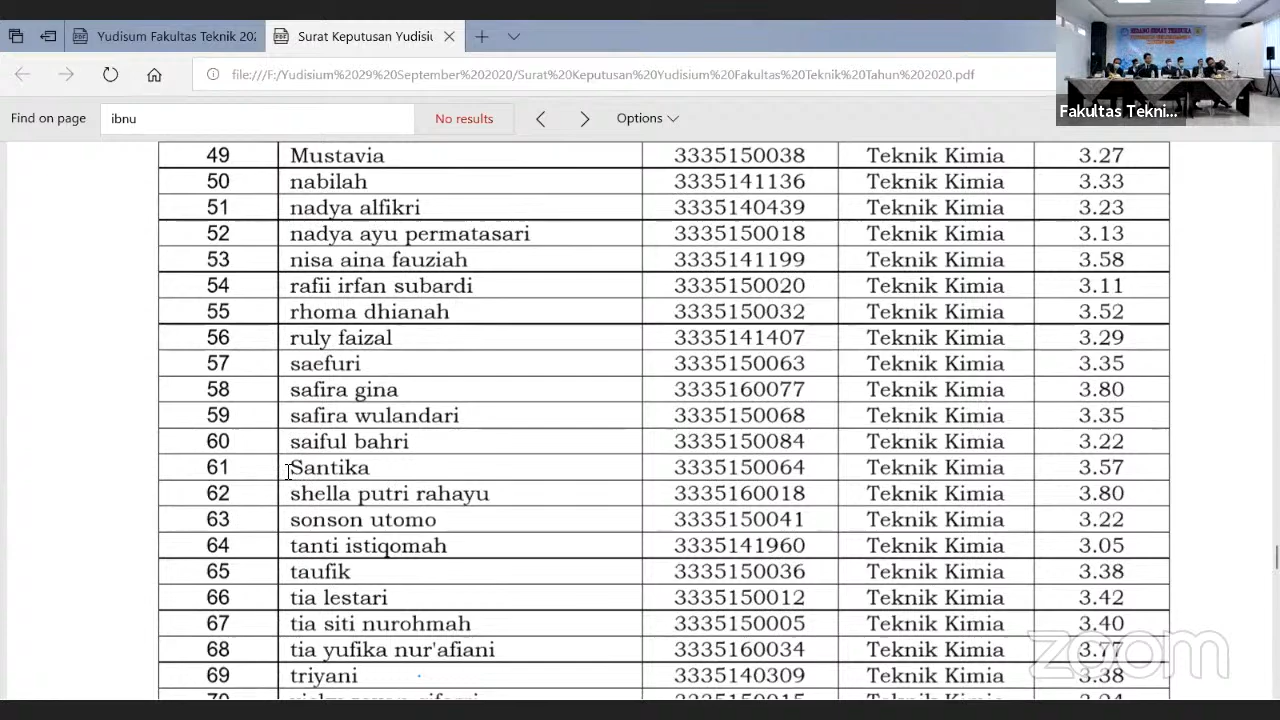 Yudisum Fakultas Teknik 202
Surat Keputusan Yudisiu
file:///F:/Yudisium%2029%20September%202020/Surat%20Keputusan%20Yudisium%20Fakultas%20Teknik%20Tahun%202020.pdf
SIDANG SENAT TERBUKA
Fakultas Tekni...
Find on page ibnu No results Options
49 Mustavia 3335150038 Teknik Kimia 3.27
50 nabilah 3335141136 Teknik Kimia 3.33
51 nadya alfikri 3335140439 Teknik Kimia 3.23
52 nadya ayu permatasari 3335150018 Teknik Kimia 3.13
53 nisa aina fauziah 3335141199 Teknik Kimia 3.58
54 rafii irfan subardi 3335150020 Teknik Kimia 3.11
55 rhoma dhianah 3335150032 Teknik Kimia 3.52
56 ruly faizal 3335141407 Teknik Kimia 3.29
57 saefuri 3335150063 Teknik Kimia 3.35
58 safira gina 3335160077 Teknik Kimia 3.80
59 safira wulandari 3335150068 Teknik Kimia 3.35
60 saiful bahri 3335150084 Teknik Kimia 3.22
61 Santika 3335150064 Teknik Kimia 3.57
62 shella putri rahayu 3335160018 Teknik Kimia 3.80
63 sonson utomo 3335150041 Teknik Kimia 3.22
64 tanti istiqomah 3335141960 Teknik Kimia 3.05
65 taufik 3335150036 Teknik Kimia 3.38
66 tia lestari 3335150012 Teknik Kimia 3.42
67 tia siti nurohmah 3335150005 Teknik Kimia 3.40
68 tia yufika nur'afiani 3335160034 Teknik Kimia 3.77
69 triyani 3335140309 Teknik Kimia 3.38
zoom